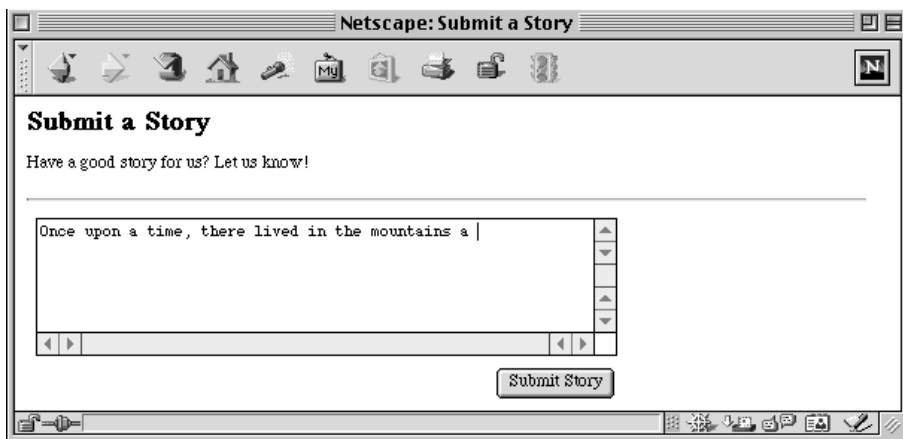 Netscape: Submit a Story
My
N
Submit a Story
Have a good story for us? Let us know!
Once upon a time, there lived in the mountains a
Submit Story